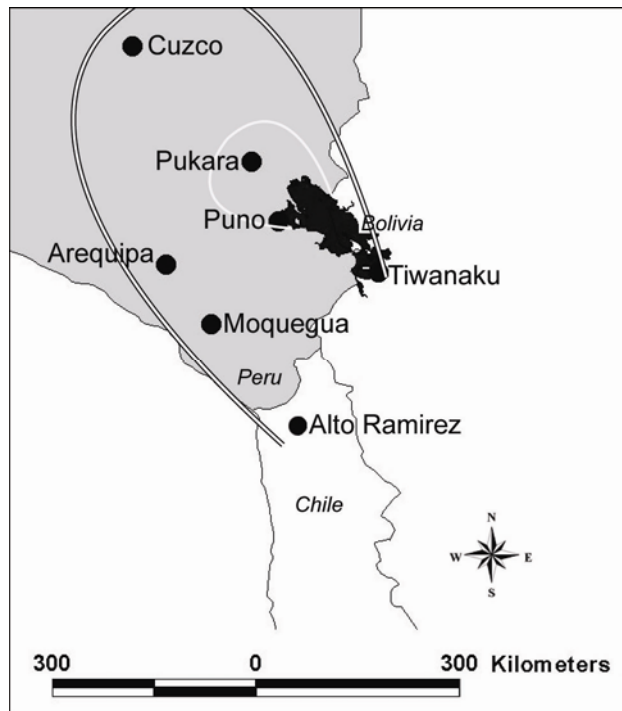 Cuzco
Pukara
Puno
Bolivia
Arequipa
Tiwanaku
Moquegua
Peru
Alto Ramirez
Chile
N
W E
S
300 0 300 Kilometers